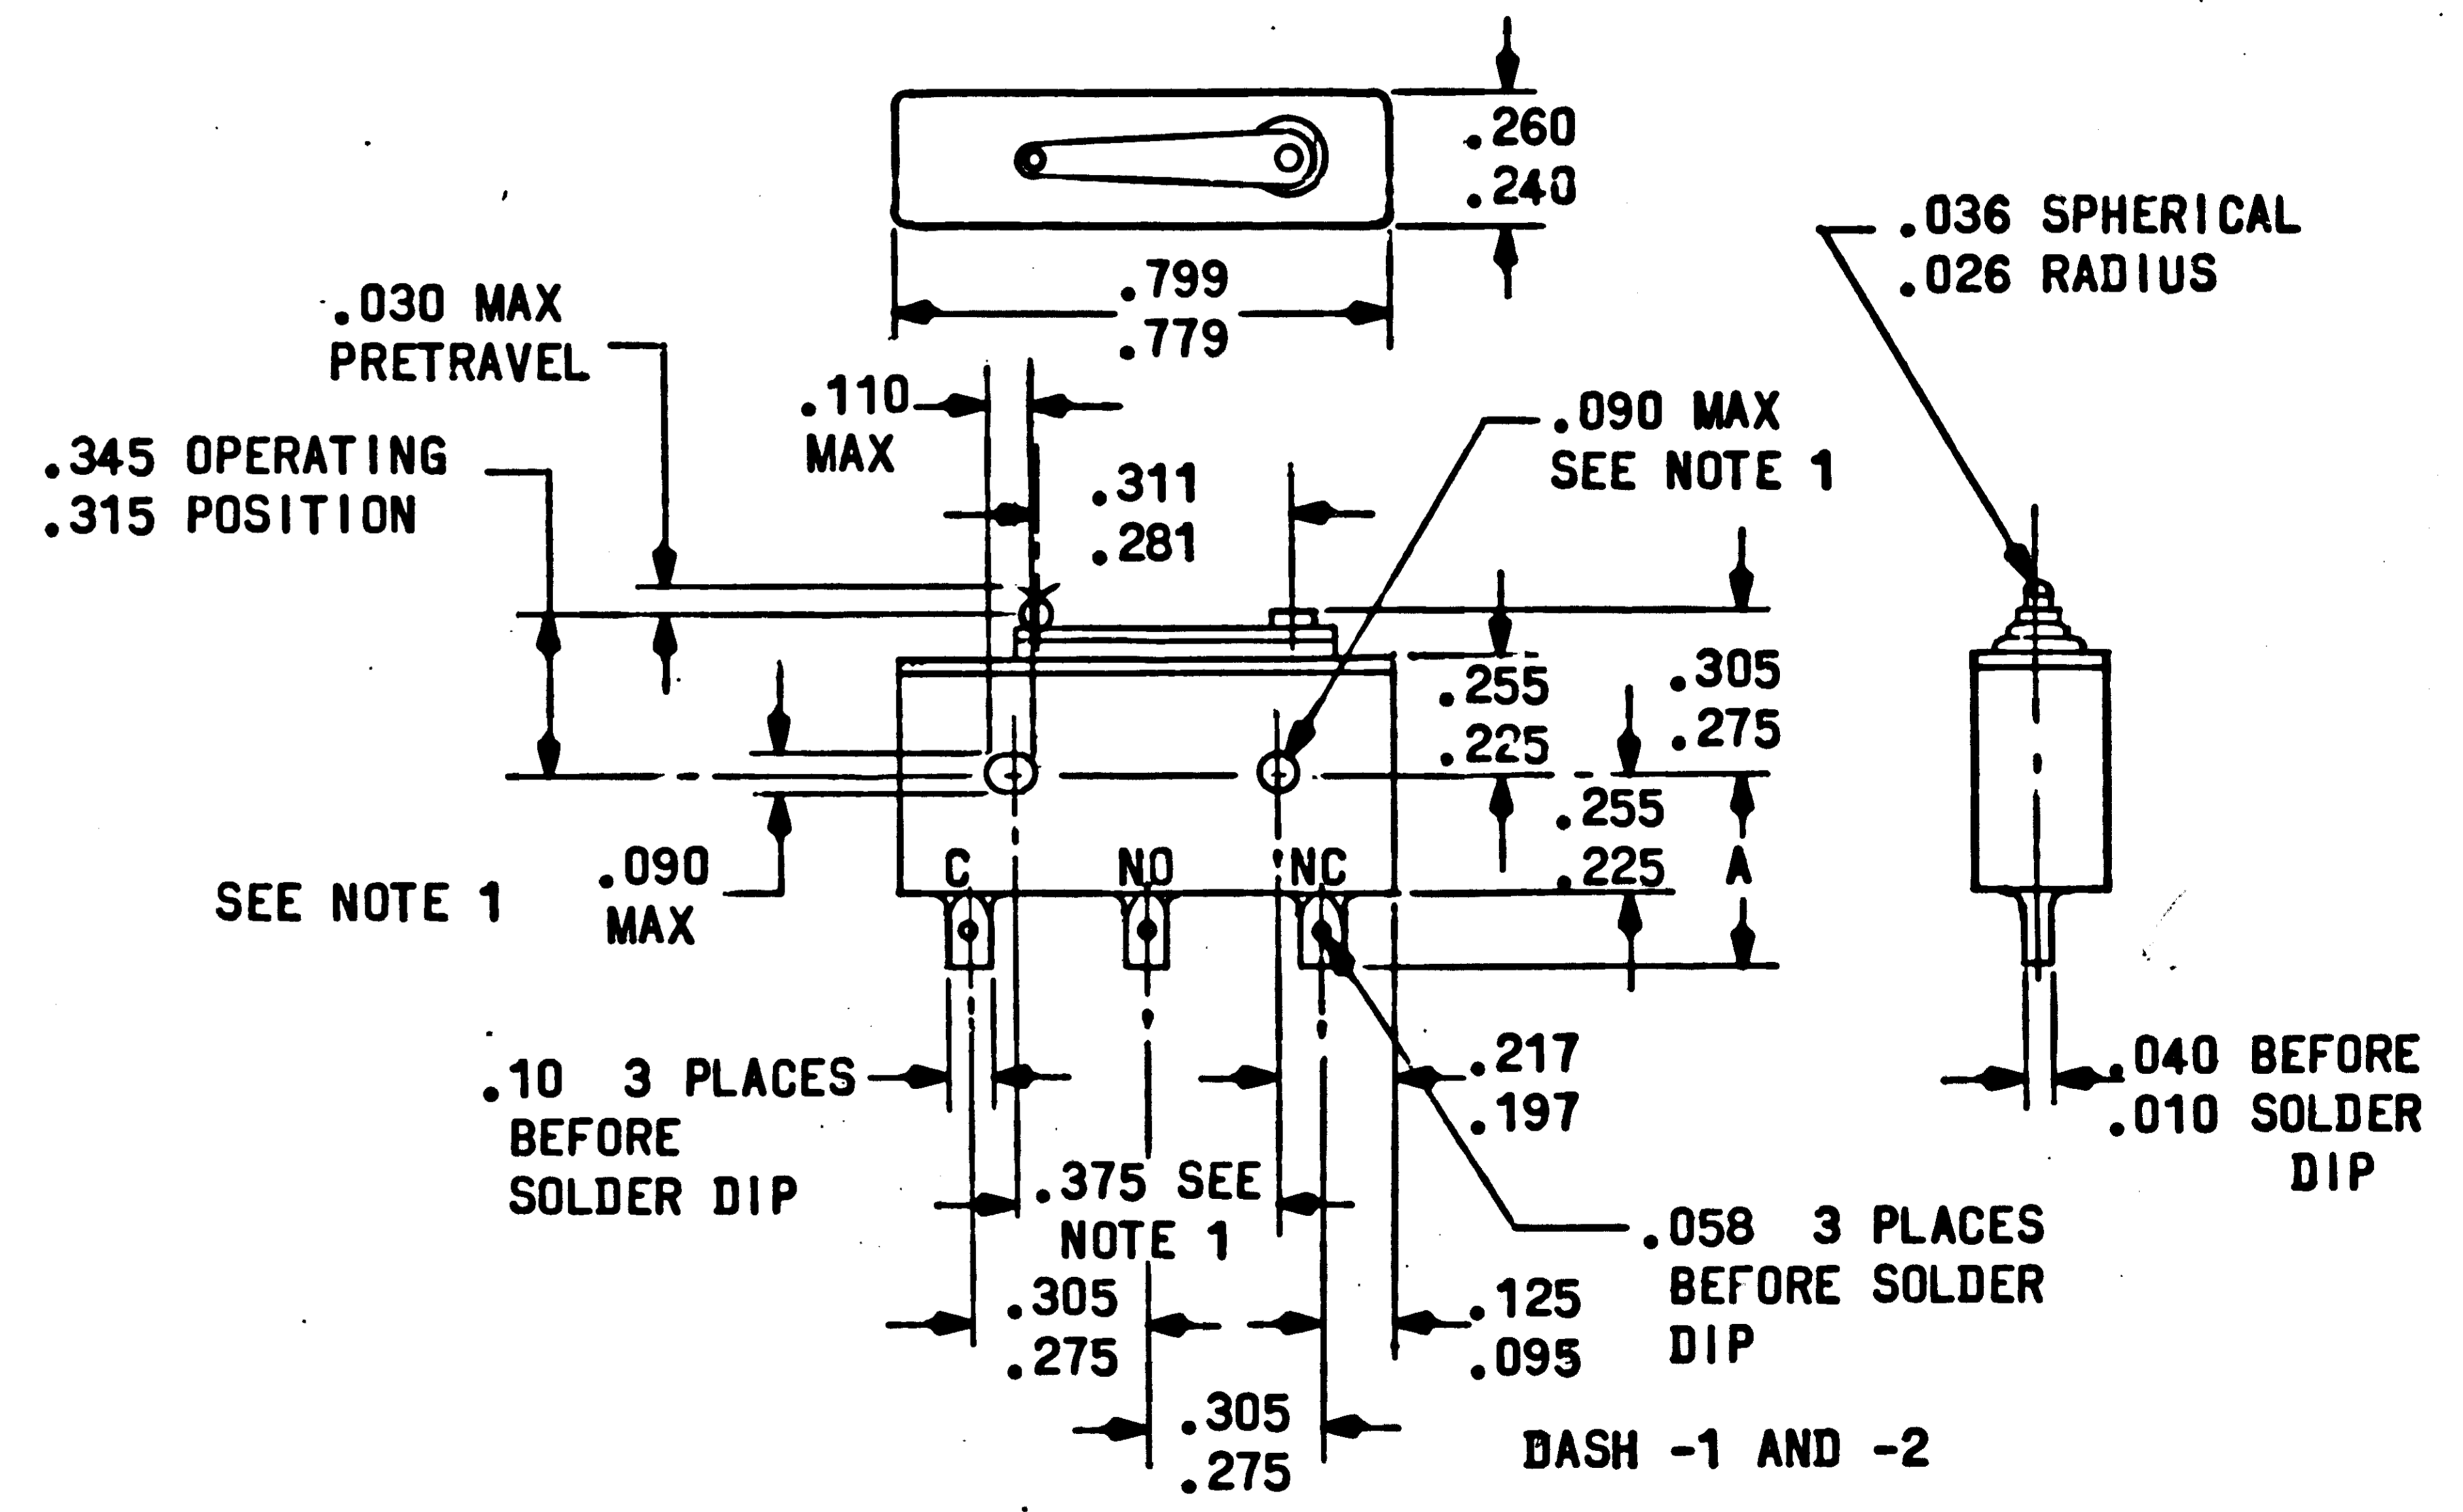 .260
.240
.036 SPHERICAL
.026 RADIUS
.799
.779
.030 MAX
PRETRAVEL
.110
MAX
.090 MAX
SEE NOTE 1
.345 OPERATING
.315 POSITION
.311
.281
.255
.225
.305
.275
.255
.225
A
C NO NC
.090
MAX
SEE NOTE 1
.217
.197
.040 BEFORE
.010 SOLDER
DIP
.10 3 PLACES
BEFORE
SOLDER DIP
.375 SEE
NOTE 1
.058 3 PLACES
BEFORE SOLDER
DIP
.305
.275
.125
.095
.305
.275
DASH -1 AND -2